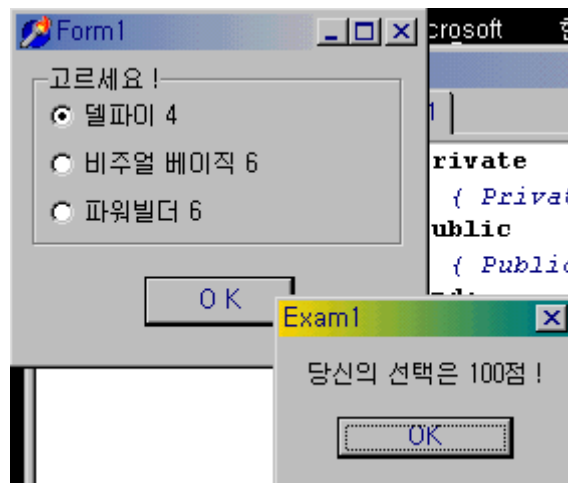 Form1
crosoft
고르세요 !
델파이 4
비주얼 베이직 6
파워빌더 6
O K
rivate
{ Privat
ublic
{ Public
Exam1
당신의 선택은 100점 !
OK